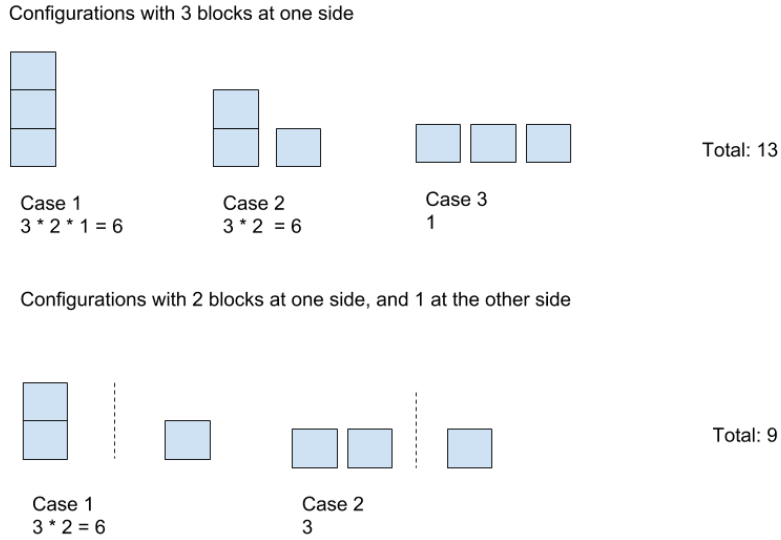 Configurations with 3 blocks at one side
Total: 13
Case 1
3 * 2 * 1 = 6
Case 2
3 * 2  = 6
Case 3
1
Configurations with 2 blocks at one side, and 1 at the other side
Total: 9
Case 1
3 * 2 = 6
Case 2
3